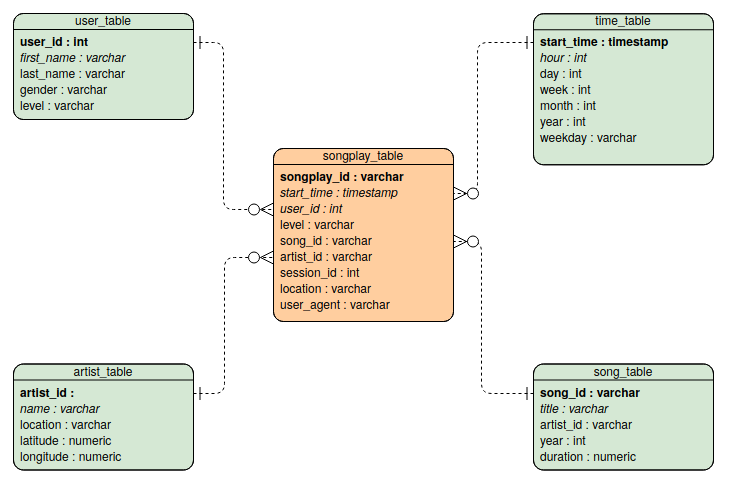 user_table
user_id : int
first_name : varchar
last_name : varchar
gender : varchar
level : varchar
time_table
start_time : timestamp
hour : int
day : int
week : int
month : int
year : int
weekday : varchar
songplay_table
songplay_id : varchar
start_time : timestamp
user_id : int
level : varchar
song_id : varchar
artist_id : varchar
session_id : int
location : varchar
user_agent : varchar
artist_table
artist_id :
name : varchar
location : varchar
latitude : numeric
longitude : numeric
song_table
song_id : varchar
title : varchar
artist_id : varchar
year : int
duration : numeric